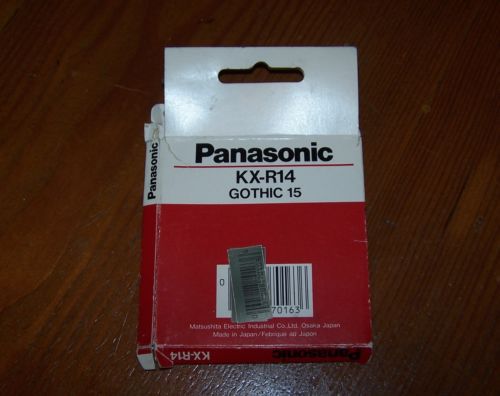 Panasonic
KX-R14
GOTHIC 15
Panasonic
0
70163
Matsushita Electric Industrial Co.,Ltd. Osaka Japan
Made in Japan/Fabriqué au Japon
KX-R14
Panasonic